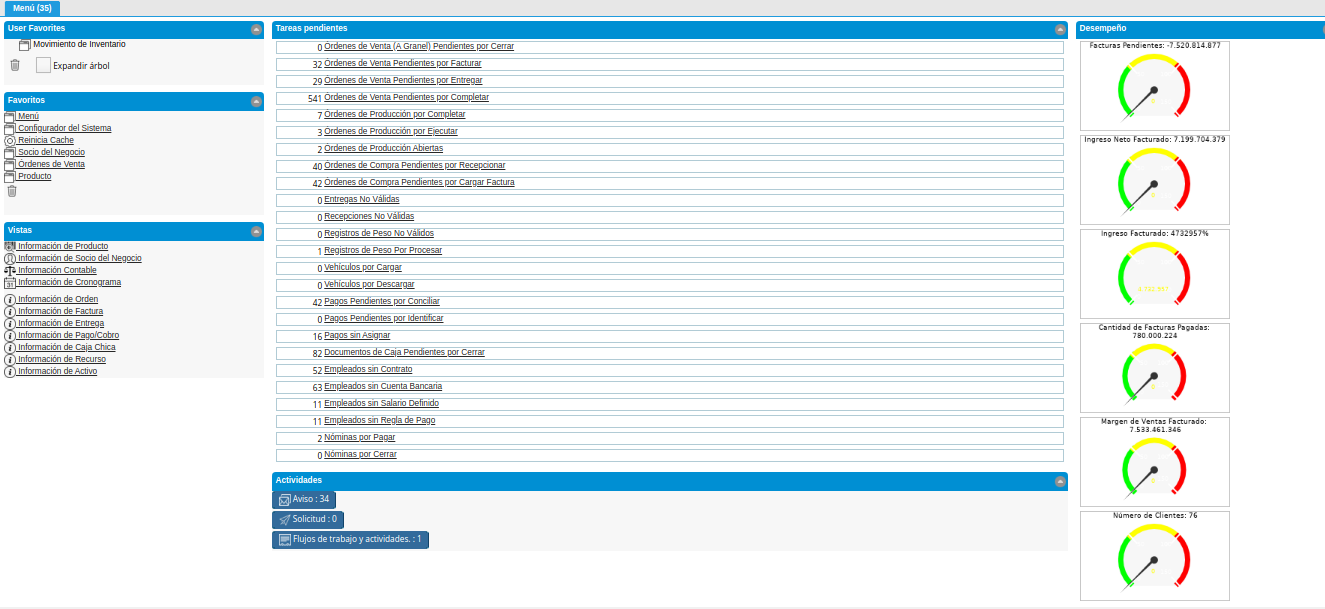 Menú (35)
User Favorites
Movimiento de Inventario
Expandir árbol
Favoritos
Menú
Configurador del Sistema
Reinicia Cache
Socio del Negocio
Órdenes de Venta
Producto
Vistas
Información de Producto
Información de Socio del Negocio
Información Contable
Información de Cronograma
Información de Orden
Información de Factura
Información de Entrega
Información de Pago/Cobro
Información de Caja Chica
Información de Recurso
Información de Activo
Tareas pendientes
0 Órdenes de Venta (A Granel) Pendientes por Cerrar
32 Órdenes de Venta Pendientes por Facturar
29 Órdenes de Venta Pendientes por Entregar
541 Órdenes de Venta Pendientes por Completar
7 Órdenes de Producción por Completar
3 Órdenes de Producción por Ejecutar
2 Órdenes de Producción Abiertas
40 Órdenes de Compra Pendientes por Recepcionar
42 Órdenes de Compra Pendientes por Cargar Factura
0 Entregas No Válidas
0 Recepciones No Válidas
0 Registros de Peso No Válidos
1 Registros de Peso Por Procesar
0 Vehículos por Cargar
0 Vehículos por Descargar
42 Pagos Pendientes por Conciliar
0 Pagos Pendientes por Identificar
16 Pagos sin Asignar
82 Documentos de Caja Pendientes por Cerrar
52 Empleados sin Contrato
63 Empleados sin Cuenta Bancaria
11 Empleados sin Salario Definido
11 Empleados sin Regla de Pago
2 Nóminas por Pagar
0 Nóminas por Cerrar
Actividades
Aviso : 34
Solicitud : 0
Flujos de trabajo y actividades. : 1
Desempeño
Facturas Pendientes: -7.520.814.877
Ingreso Neto Facturado: 7.199.704.379
Ingreso Facturado: 4732957%
Cantidad de Facturas Pagadas:
780.000.224
Margen de Ventas Facturado:
7.533.461.346
Número de Clientes: 76